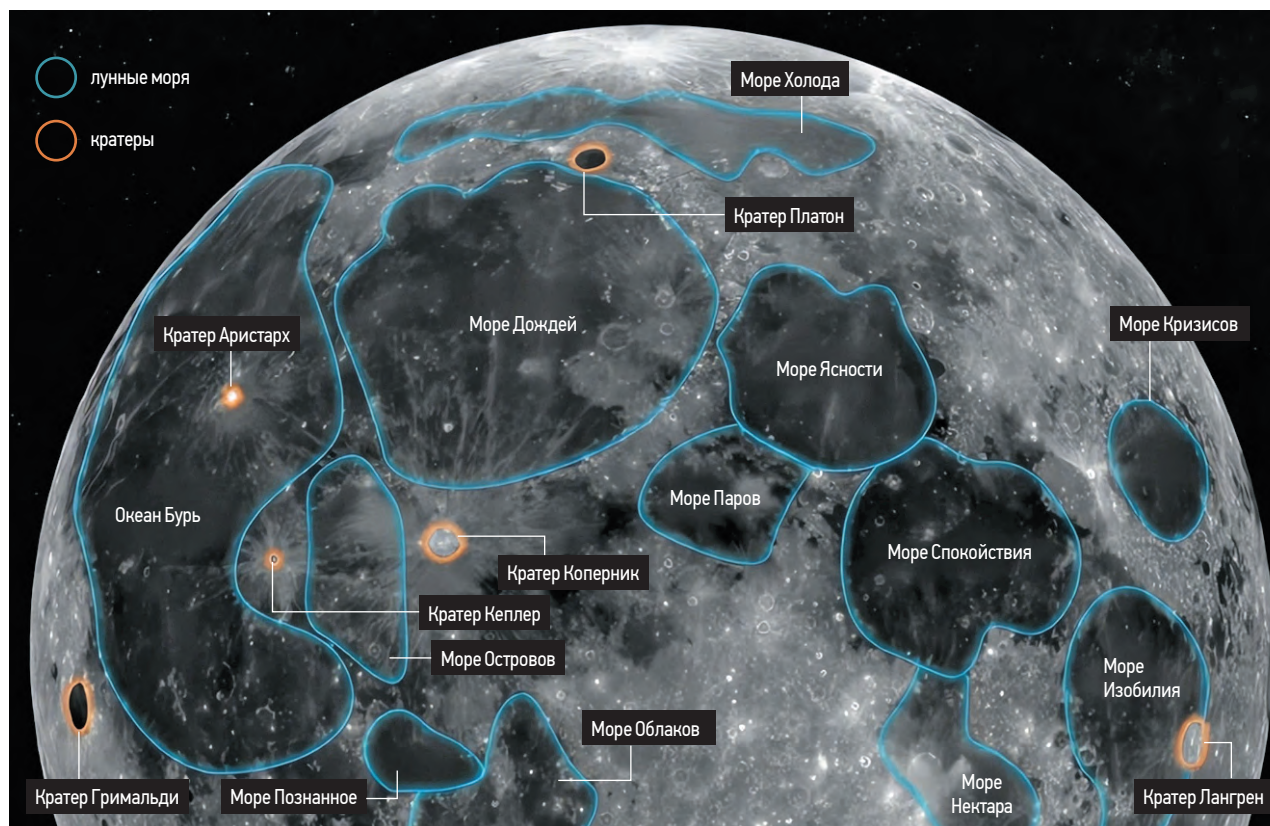 лунные моря
кратеры
Море Холода
Кратер Платон
Море Дождей
Кратер Аристарх
Море Кризисов
Море Ясности
Море Паров
Океан Бурь
Море Спокойствия
Кратер Коперник
Кратер Кеплер
Море Островов
Море
Изобилия
Море Облаков
Кратер Гримальди
Море Познанное
Море
Нектара
Кратер Лангрен